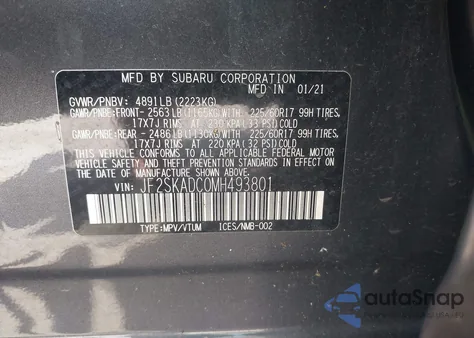 MFD BY SUBARU CORPORATION 01/21
GVWR/PNBV: 4891LB (2223KG)
GAWR/PNBE:FRONT- 2563LB(1165KG)WITH 225/60R17 99H TIRES,
17X7J RIMS AT 230 KPA(33 PSI)COLD
GAWR/PNBE:REAR - 2486LB(1130KG)WITH 225/60R17 99H TIRES,
17X7J RIMS AT 220 KPA(32 PSI)COLD
THIS VEHICLE CONFORMS TO ALL APPLICABLE FEDERAL MOTOR
VEHICLE SAFETY AND THEFT PREVENTION STANDARDS IN EFFECT
ON THE DATE OF MANUFACTURE SHOWN ABOVE.
VIN: JF2SKADC0MH493801
TYPE:MPV/VTUM ICES/NMB-002
autoSnap